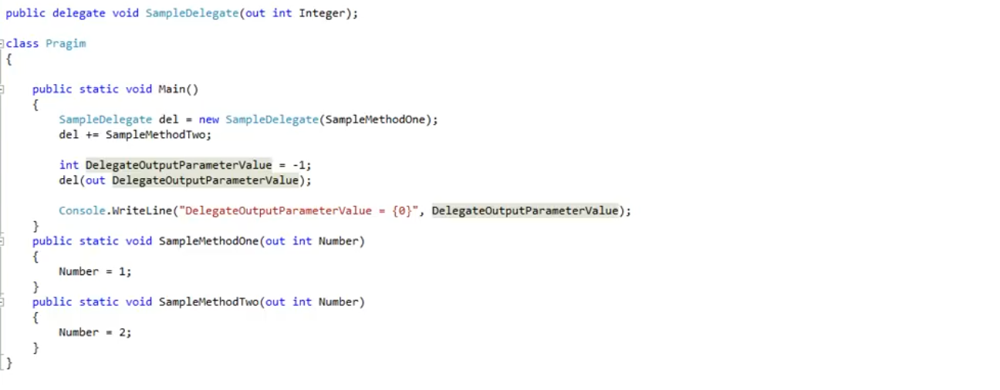 public delegate void SampleDelegate(out int Integer);
class Pragim
{
public static void Main()
{
SampleDelegate del = new SampleDelegate(SampleMethodOne);
del += SampleMethodTwo;
int DelegateOutputParameterValue = -1;
del(out DelegateOutputParameterValue);
Console.WriteLine("DelegateOutputParameterValue = {0}", DelegateOutputParameterValue);
}
public static void SampleMethodOne(out int Number)
{
Number = 1;
}
public static void SampleMethodTwo(out int Number)
{
Number = 2;
}
}